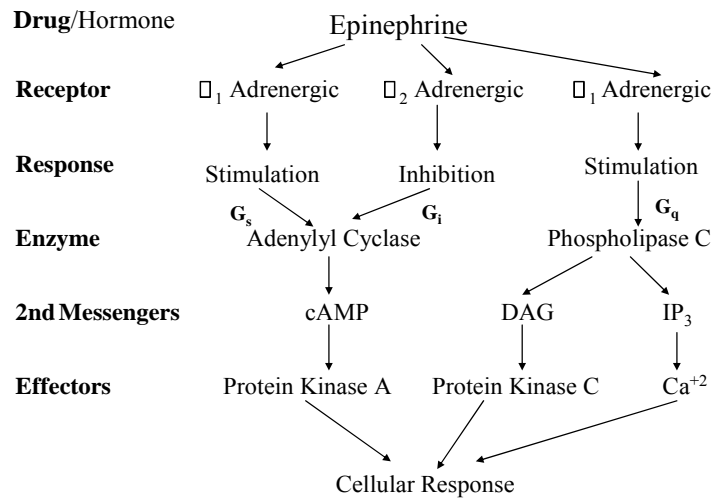 Drug/Hormone Epinephrine
Receptor □₁ Adrenergic □₂ Adrenergic □₁ Adrenergic
Response Stimulation Inhibition Stimulation
Gₛ Gᵢ G_q
Enzyme Adenylyl Cyclase Phospholipase C
2nd Messengers cAMP DAG IP₃
Effectors Protein Kinase A Protein Kinase C Ca⁺²
Cellular Response